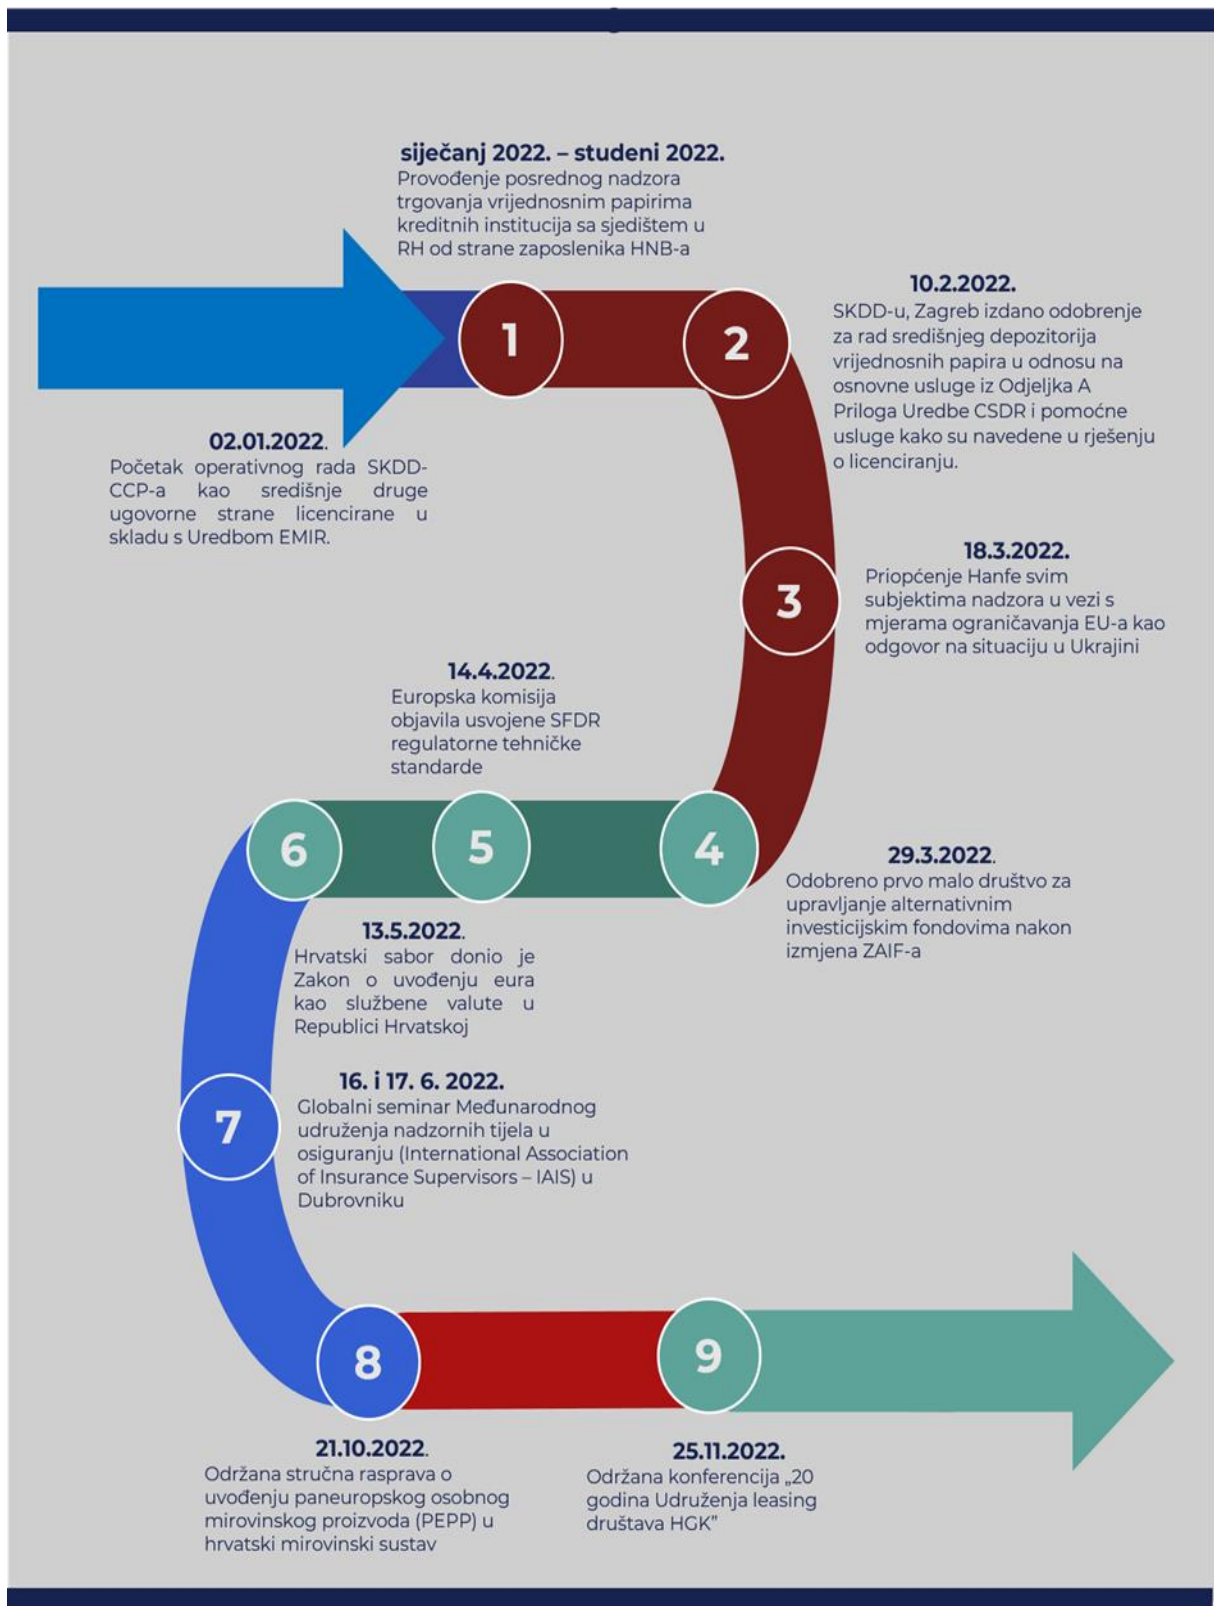 siječanj 2022. – studeni 2022.
Provođenje posrednog nadzora
trgovanja vrijednosnim papirima
kreditnih institucija sa sjedištem u
RH od strane zaposlenika HNB-a
1
2
10.2.2022.
SKDD-u, Zagreb izdano odobrenje
za rad središnjeg depozitorija
vrijednosnih papira u odnosu na
osnovne usluge iz Odjeljka A
Priloga Uredbe CSDR i pomoćne
usluge kako su navedene u rješenju
o licenciranju.
02.01.2022.
Početak operativnog rada SKDD-
CCP-a kao središnje druge
ugovorne strane licencirane u
skladu s Uredbom EMIR.
3
18.3.2022.
Priopćenje Hanfe svim
subjektima nadzora u vezi s
mjerama ograničavanja EU-a kao
odgovor na situaciju u Ukrajini
14.4.2022.
Europska komisija
objavila usvojene SFDR
regulatorne tehničke
standarde
6
5
4
29.3.2022.
Odobreno prvo malo društvo za
upravljanje alternativnim
investicijskim fondovima nakon
izmjena ZAIF-a
13.5.2022.
Hrvatski sabor donio je
Zakon o uvođenju eura
kao službene valute u
Republici Hrvatskoj
7
16. i 17. 6. 2022.
Globalni seminar Međunarodnog
udruženja nadzornih tijela u
osiguranju (International Association
of Insurance Supervisors – IAIS) u
Dubrovniku
8
9
21.10.2022.
Održana stručna rasprava o
uvođenju paneuropskog osobnog
mirovinskog proizvoda (PEPP) u
hrvatski mirovinski sustav
25.11.2022.
Održana konferencija „20
godina Udruženja leasing
društava HGK”